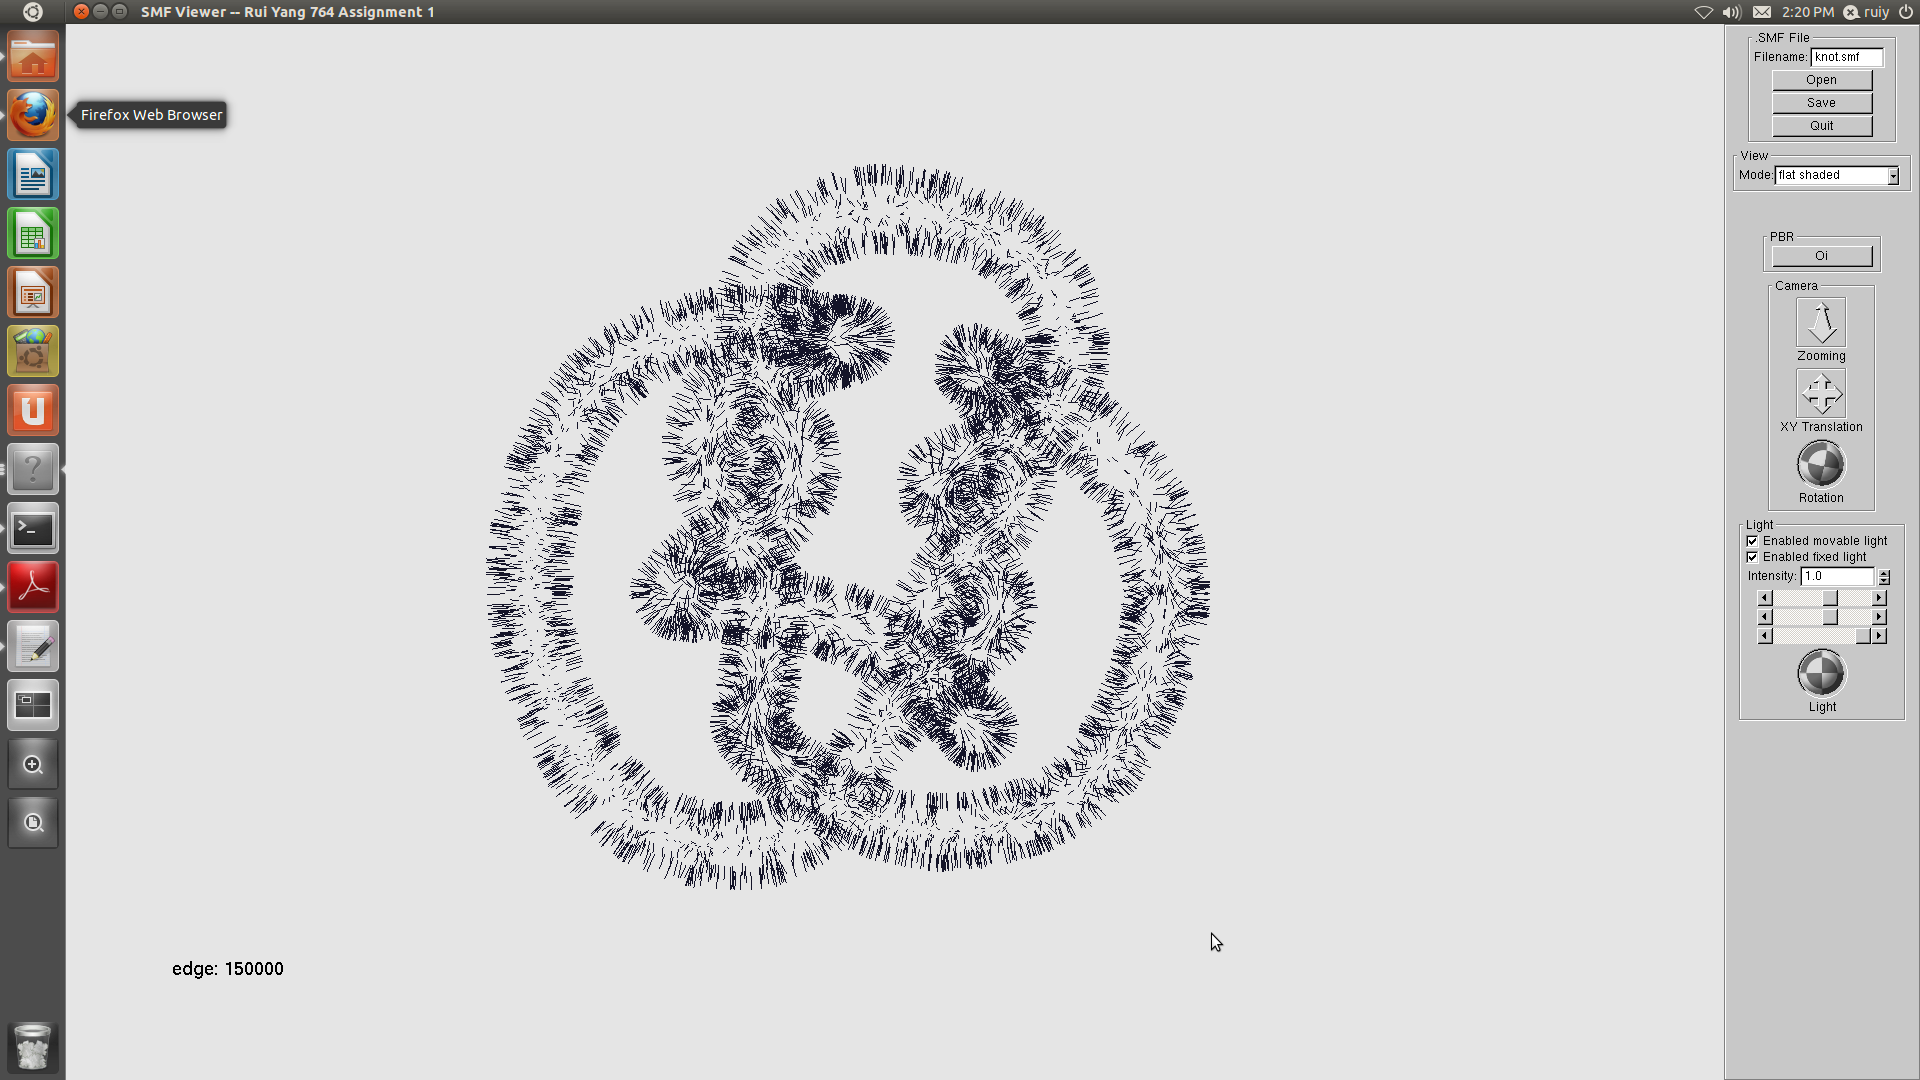 SMF Viewer -- Rui Yang 764 Assignment 1
2:20 PM
ruiy
Firefox Web Browser
.SMF File
Filename: knot.smf
Open
Save
Quit
View
Mode: flat shaded
PBR
Oi
Camera
Zooming
XY Translation
Rotation
Light
Enabled movable light
Enabled fixed light
Intensity: 1.0
Light
edge: 150000